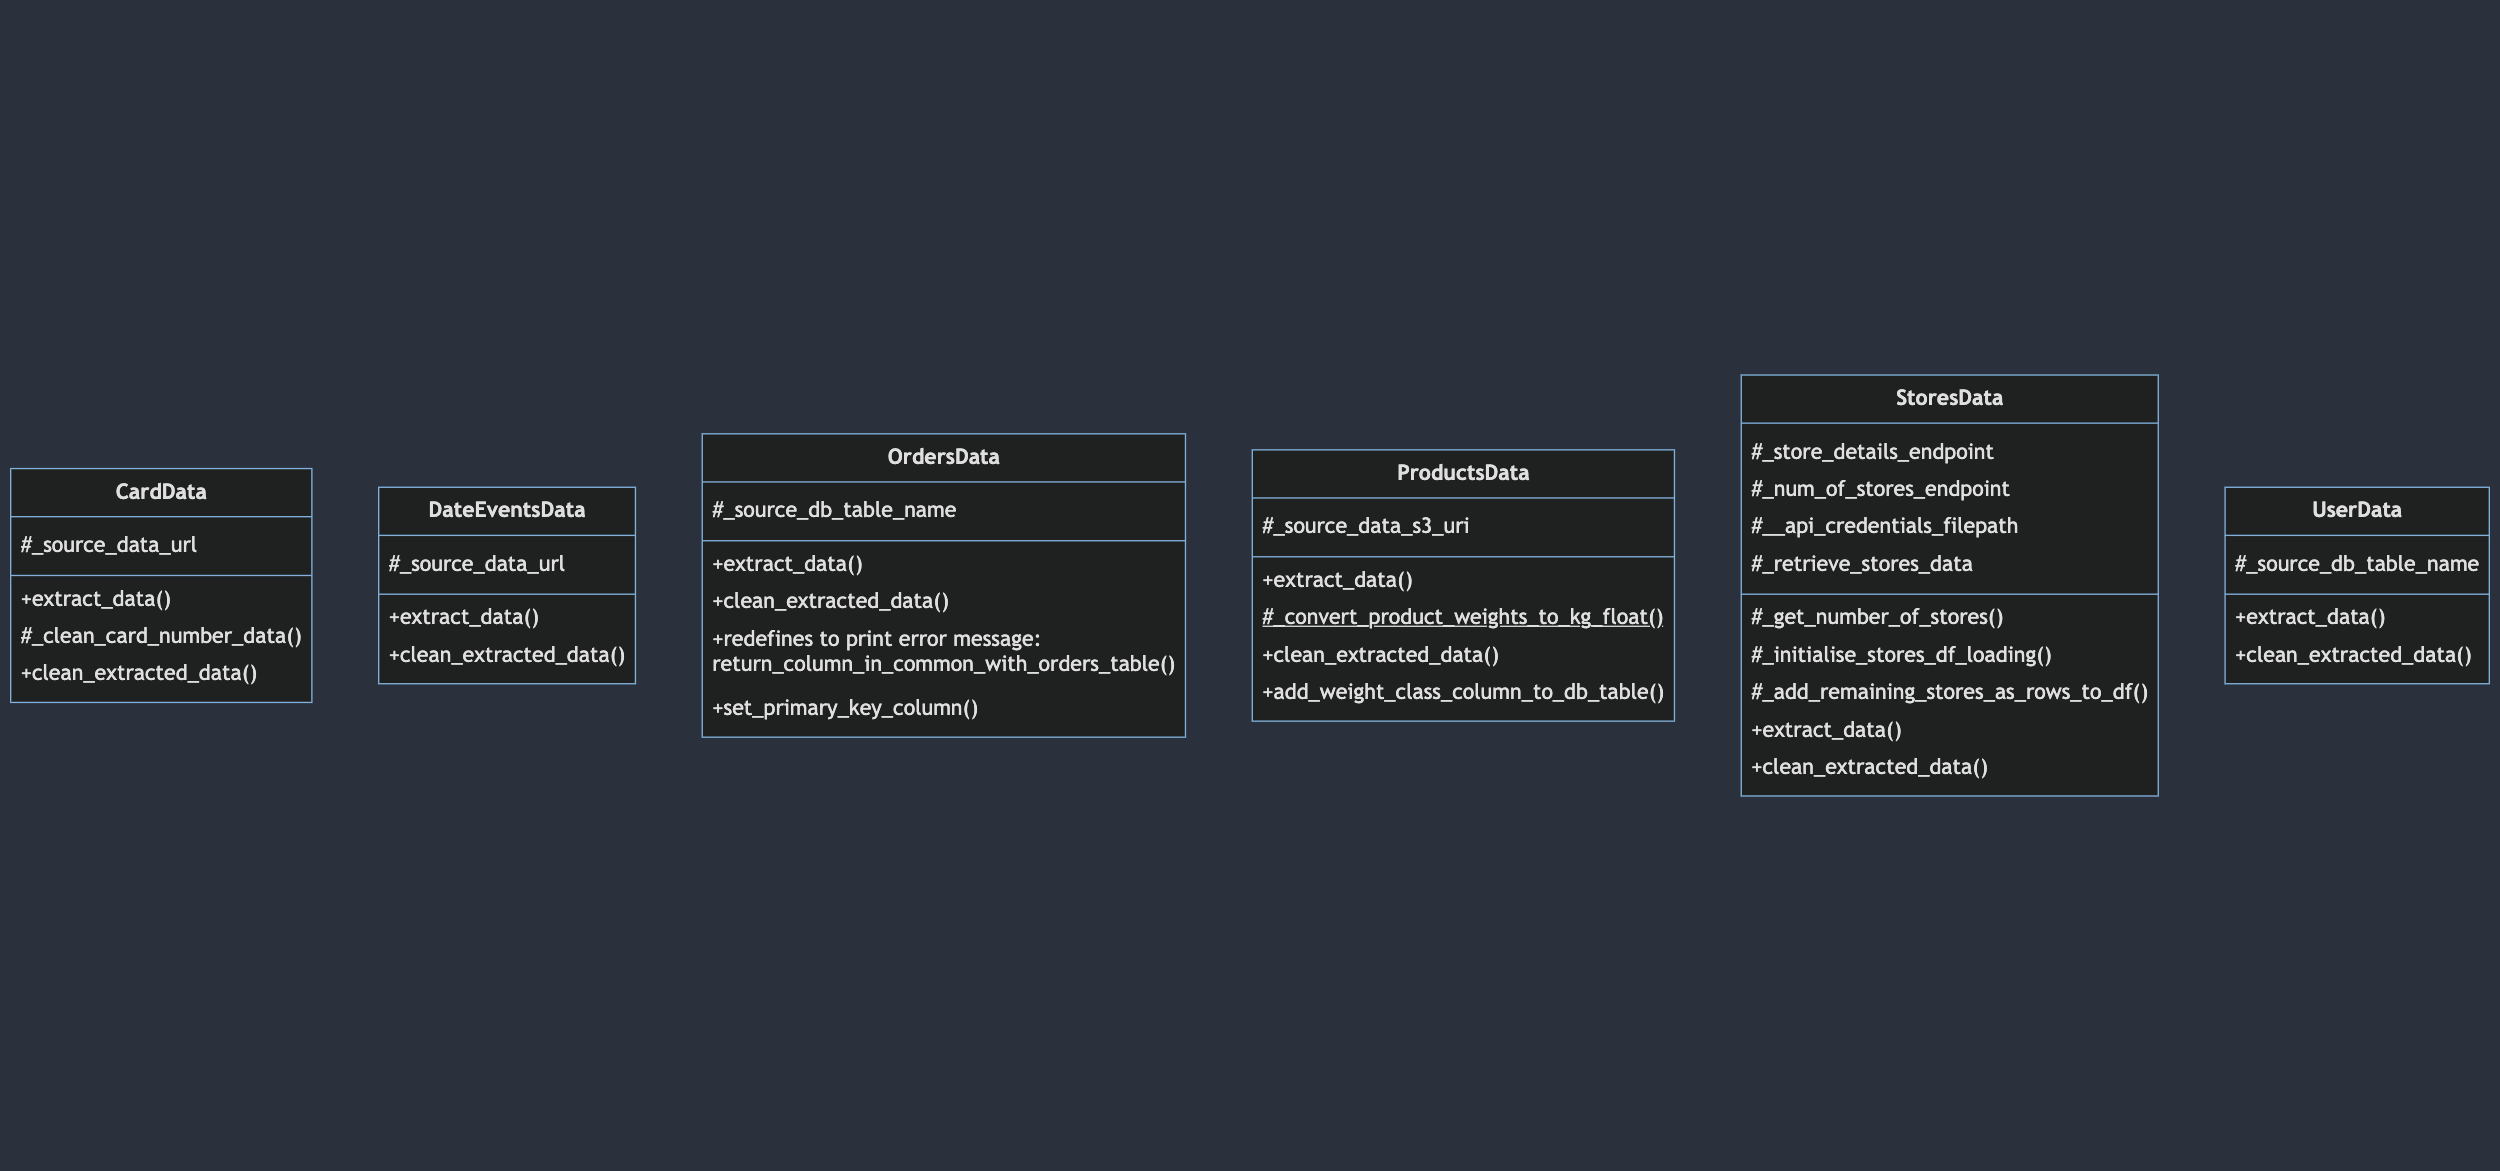 CardData
#_source_data_url
+extract_data()
#_clean_card_number_data()
+clean_extracted_data()
DateEventsData
#_source_data_url
+extract_data()
+clean_extracted_data()
OrdersData
#_source_db_table_name
+extract_data()
+clean_extracted_data()
+redefines to print error message:
return_column_in_common_with_orders_table()
+set_primary_key_column()
ProductsData
#_source_data_s3_uri
+extract_data()
#_convert_product_weights_to_kg_float()
+clean_extracted_data()
+add_weight_class_column_to_db_table()
StoresData
#_store_details_endpoint
#_num_of_stores_endpoint
#__api_credentials_filepath
#_retrieve_stores_data
#_get_number_of_stores()
#_initialise_stores_df_loading()
#_add_remaining_stores_as_rows_to_df()
+extract_data()
+clean_extracted_data()
UserData
#_source_db_table_name
+extract_data()
+clean_extracted_data()